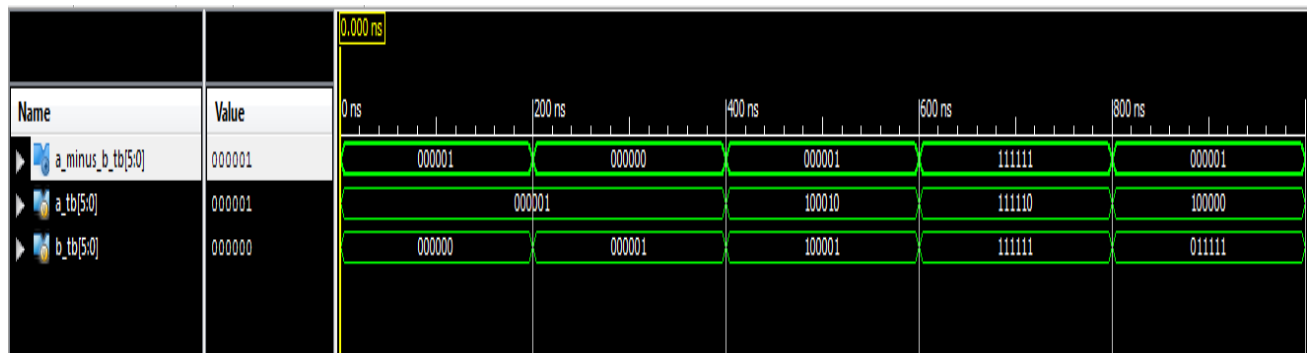 0.000 ns
Name Value 0 ns 200 ns 400 ns 600 ns 800 ns
a_minus_b_tb[5:0] 000001 000001 000000 000001 111111 000001
a_tb[5:0] 000001 000001 100010 111110 100000
b_tb[5:0] 000000 000000 000001 100001 111111 011111